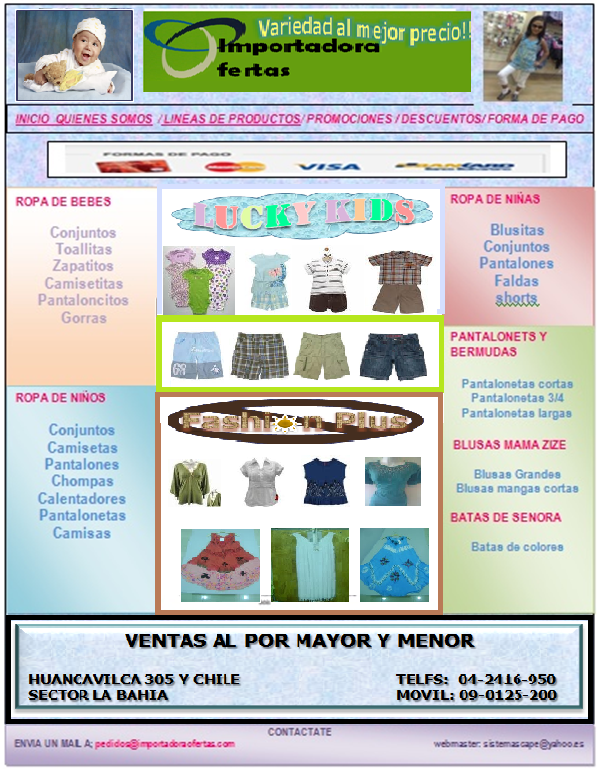 Variedad al mejor precio!!
Importadora
fertas
INICIO QUIENES SOMOS / LINEAS DE PRODUCTOS/ PROMOCIONES / DESCUENTOS/ FORMA DE PAGO
FORMAS DE PAGO
MasterCard VISA
ROPA DE BEBES
Conjuntos
Toallitas
Zapatitos
Camisetitas
Pantaloncitos
Gorras
ROPA DE NIÑOS
Conjuntos
Camisetas
Pantalones
Chompas
Calentadores
Pantalonetas
Camisas
LUCKY KIDS
Fashion Plus
ROPA DE NIÑAS
Blusitas
Conjuntos
Pantalones
Faldas
shorts
PANTALONETS Y
BERMUDAS
Pantalonetas cortas
Pantalonetas 3/4
Pantalonetas largas
BLUSAS MAMA ZIZE
Blusas Grandes
Blusas mangas cortas
BATAS DE SENORA
Batas de colores
VENTAS AL POR MAYOR Y MENOR
HUANCAVILCA 305 Y CHILE
SECTOR LA BAHIA
TELFS: 04-2416-950
MOVIL: 09-0125-200
CONTACTATE
ENVIA UN MAIL A; pedidos@importadoraofertas.com
webmaster: sistemascape@yahoo.es